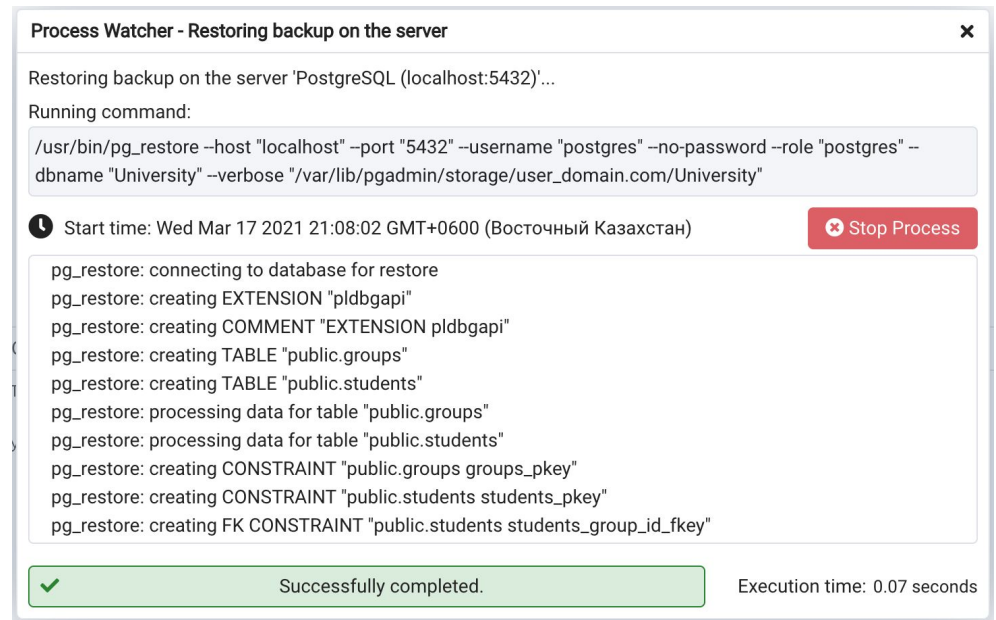 Process Watcher - Restoring backup on the server
Restoring backup on the server 'PostgreSQL (localhost:5432)'...
Running command:
/usr/bin/pg_restore --host "localhost" --port "5432" --username "postgres" --no-password --role "postgres" --
dbname "University" --verbose "/var/lib/pgadmin/storage/user_domain.com/University"
Start time: Wed Mar 17 2021 21:08:02 GMT+0600 (Восточный Казахстан)
Stop Process
pg_restore: connecting to database for restore
pg_restore: creating EXTENSION "pldbgapi"
pg_restore: creating COMMENT "EXTENSION pldbgapi"
pg_restore: creating TABLE "public.groups"
pg_restore: creating TABLE "public.students"
pg_restore: processing data for table "public.groups"
pg_restore: processing data for table "public.students"
pg_restore: creating CONSTRAINT "public.groups groups_pkey"
pg_restore: creating CONSTRAINT "public.students students_pkey"
pg_restore: creating FK CONSTRAINT "public.students students_group_id_fkey"
Successfully completed.
Execution time: 0.07 seconds